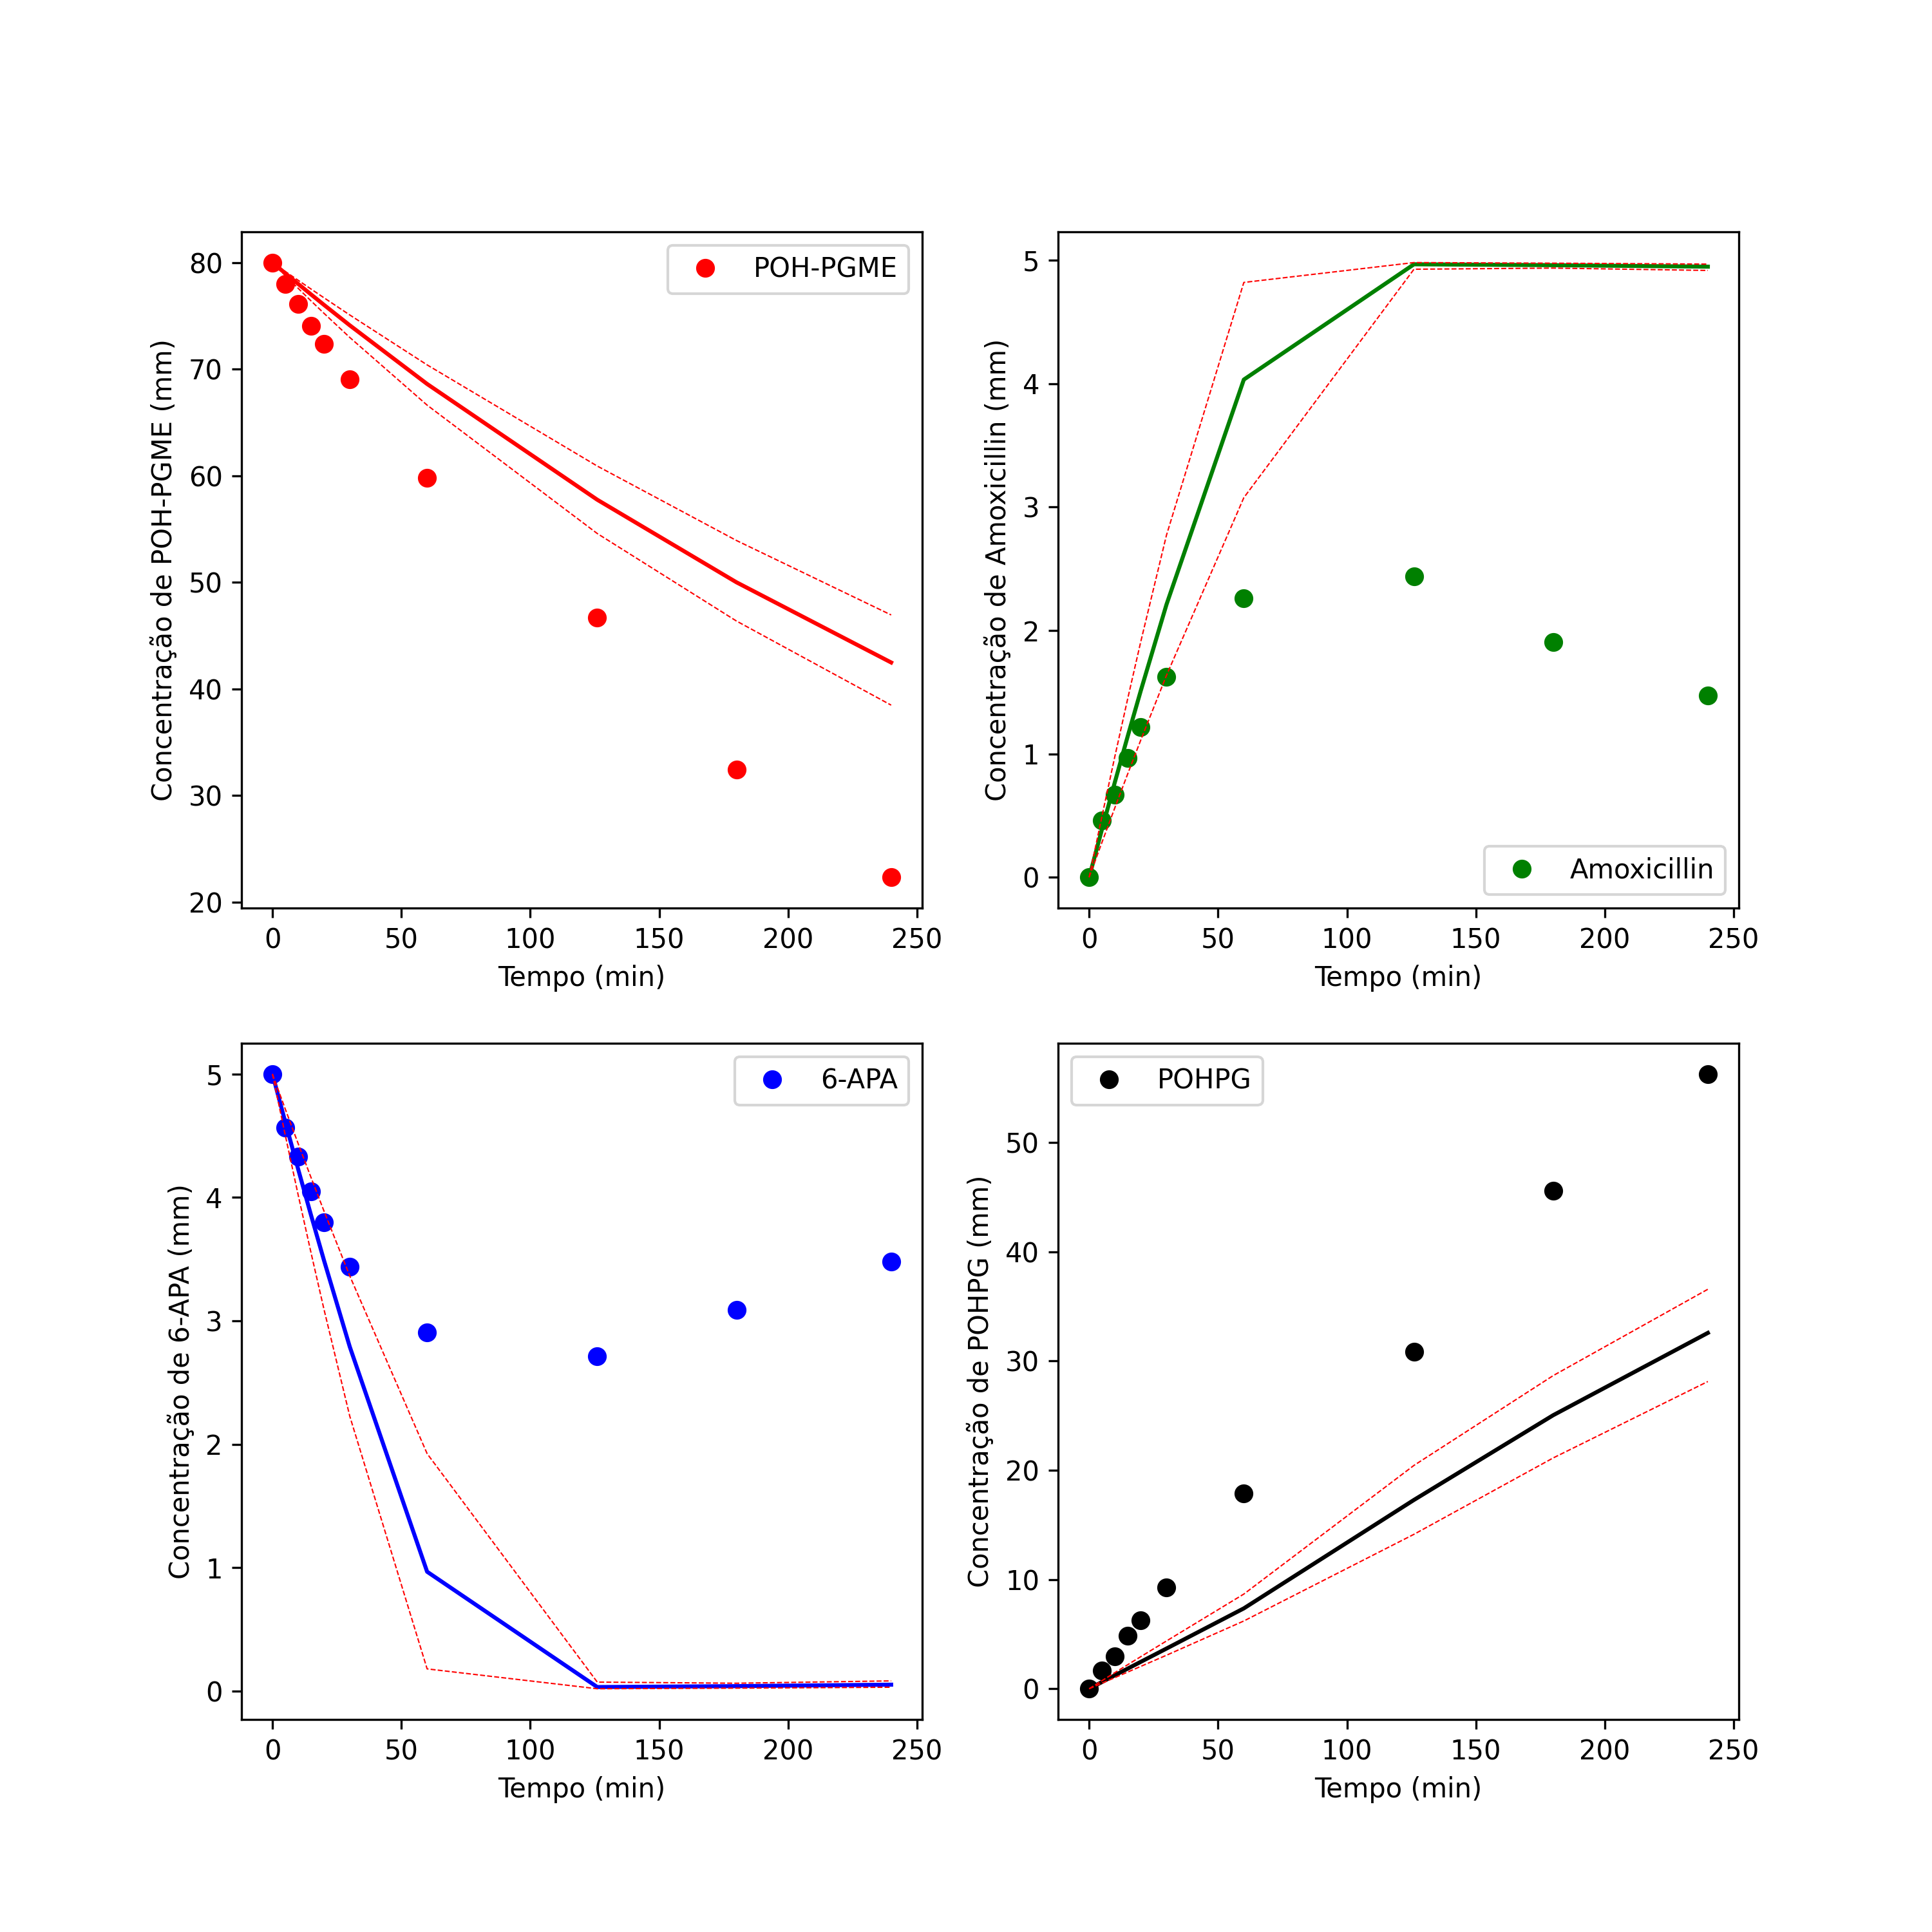 POH-PGME
Concentração de POH-PGME (mm)
80
70
60
50
40
30
20
0 50 100 150 200 250
Tempo (min)
Amoxicillin
Concentração de Amoxicillin (mm)
5
4
3
2
1
0
0 50 100 150 200 250
Tempo (min)
6-APA
Concentração de 6-APA (mm)
5
4
3
2
1
0
0 50 100 150 200 250
Tempo (min)
POHPG
Concentração de POHPG (mm)
50
40
30
20
10
0
0 50 100 150 200 250
Tempo (min)